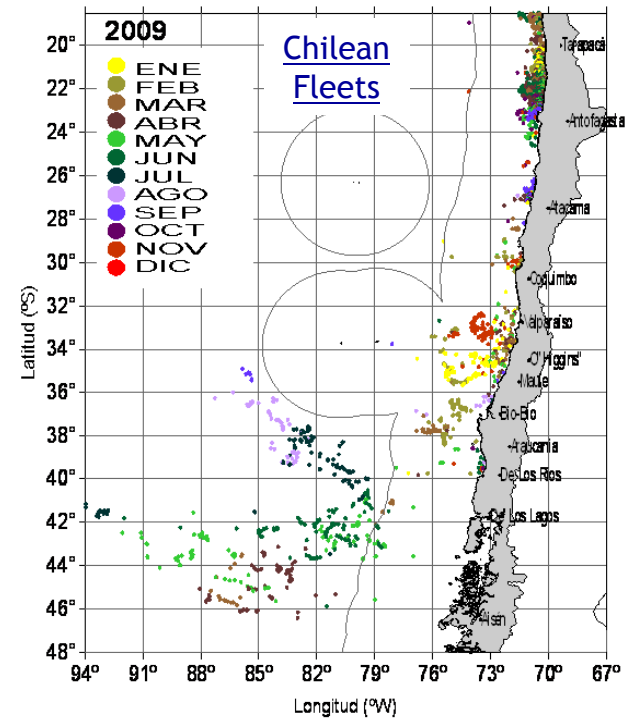 2009
Chilean
Fleets
ENE
FEB
MAR
ABR
MAY
JUN
JUL
AGO
SEP
OCT
NOV
DIC
Tarapacá
Antofagasta
Atacama
Coquimbo
Valparaiso
O" Higgins"
Maule
Bio-Bio
Araucania
De Los Rios
De Los Lagos
Aisén
Latitud (ºS)
20°
22°
24°
26°
28°
30°
32°
34°
36°
38°
40°
42°
44°
46°
48°
94° 91° 88° 85° 82° 79° 76° 73° 70° 67°
Longitud (ºW)